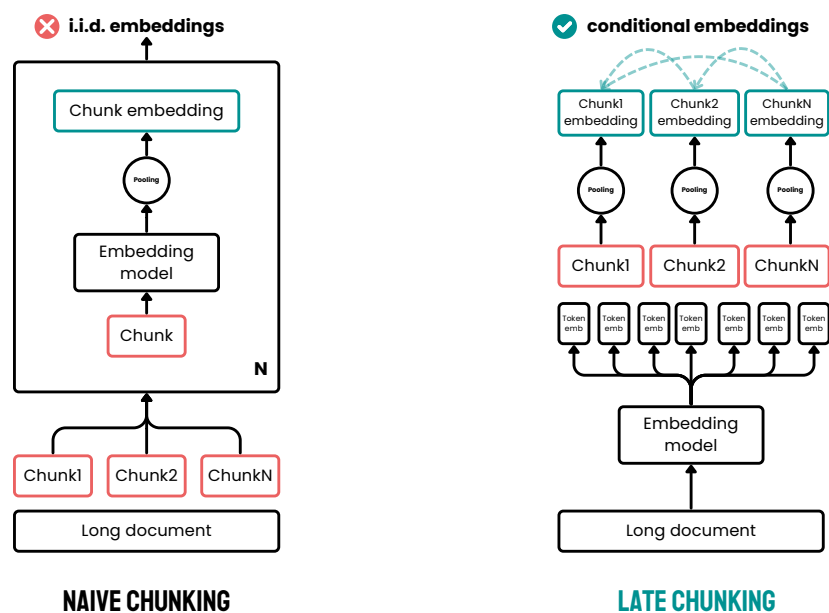 i.i.d. embeddings
Chunk embedding
Pooling
Embedding
model
Chunk
N
Chunk1 Chunk2 ChunkN
Long document
NAIVE CHUNKING
conditional embeddings
Chunk1 Chunk2 ChunkN
embedding embedding embedding
Pooling Pooling Pooling
Chunk1 Chunk2 ChunkN
Token Token Token Token Token Token Token
emb emb emb emb emb emb emb
Embedding
model
Long document
LATE CHUNKING